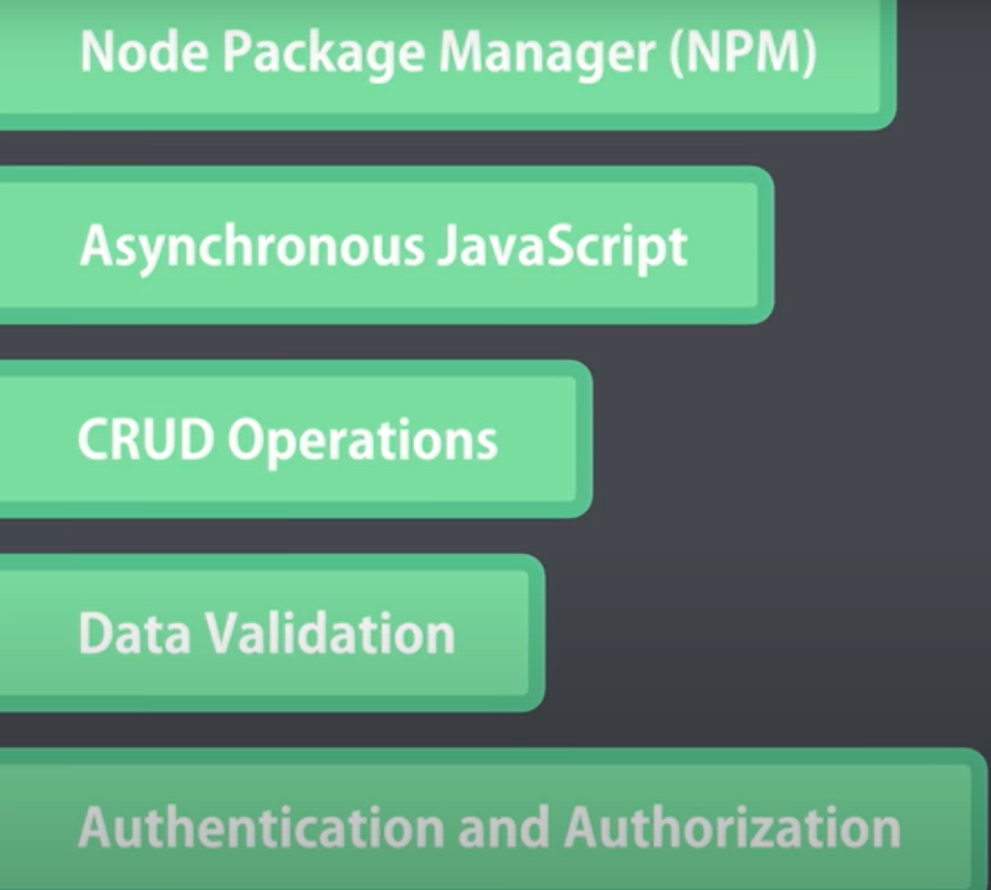 Node Package Manager (NPM)
Asynchronous JavaScript
CRUD Operations
Data Validation
Authentication and Authorization